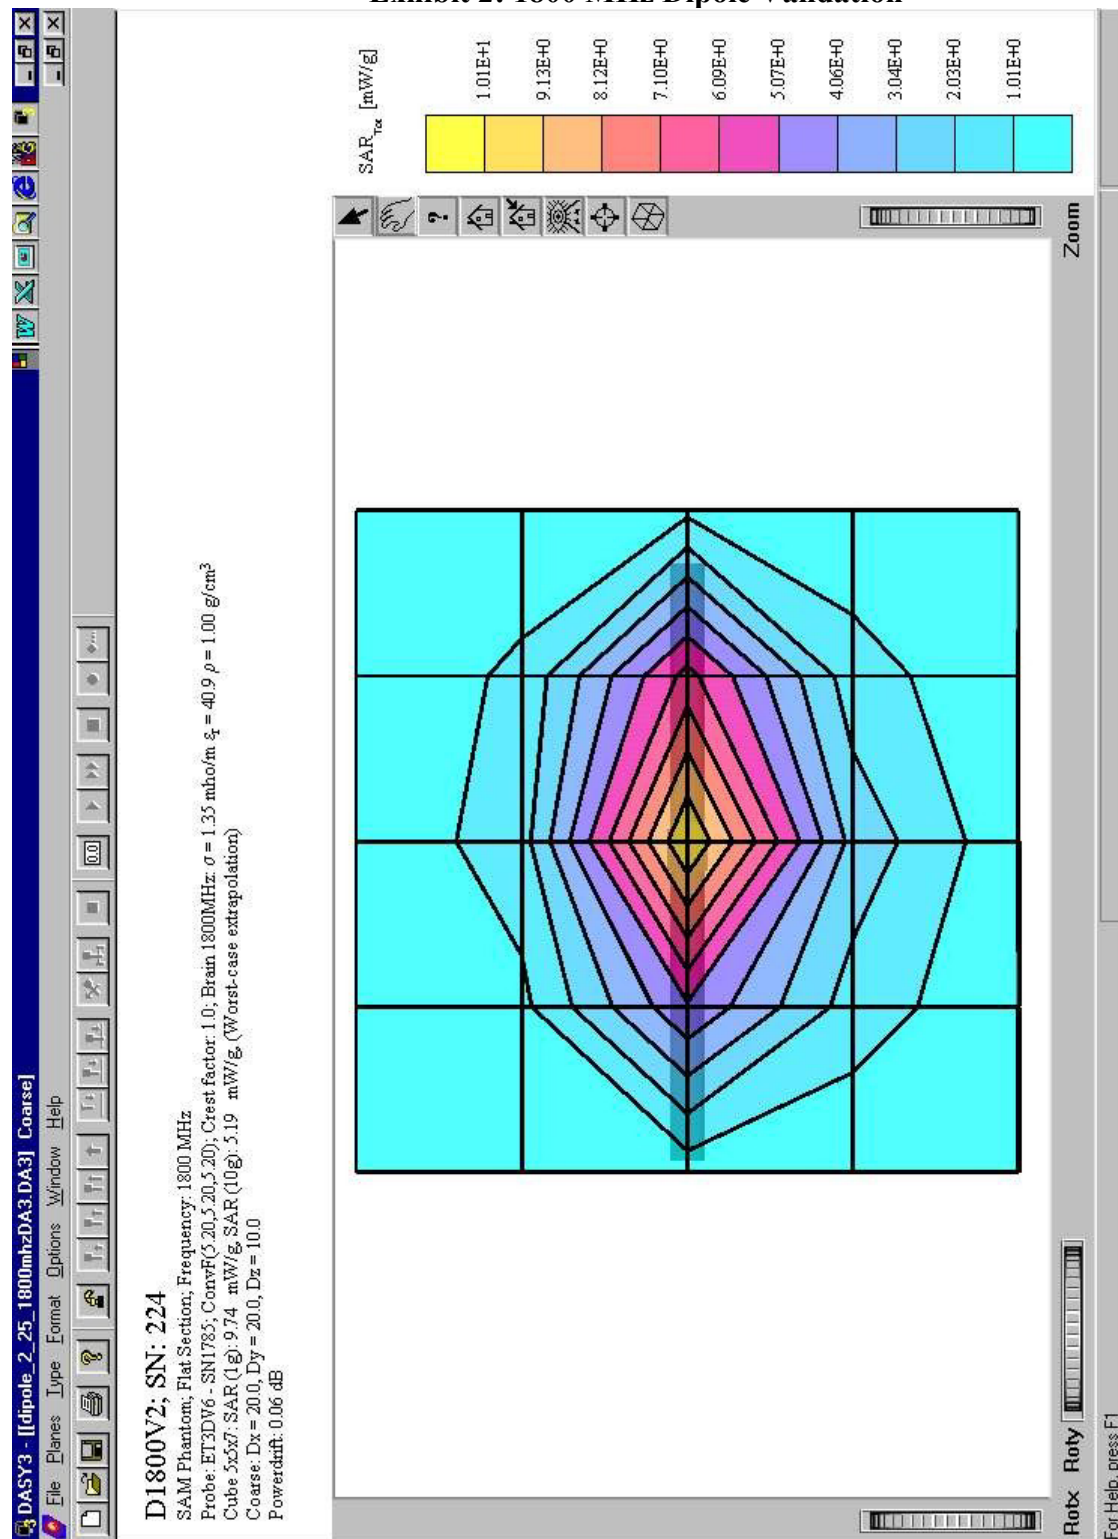 Exhibit 2: 1800 MHz Dipole Validation
DASY3 - [[dipole_2_25_1800mhzDA3.DA3] Coarse]
File Planes Type Format Options Window Help
0.0
D1800V2; SN: 224
SAM Phantom; Flat Section; Frequency: 1800 MHz
Probe: ET3DV6 - SN1785; ConvF(5.20,5.20,5.20); Crest factor: 1.0; Brain 1800MHz: σ = 1.35 mho/m εr = 40.9 ρ = 1.00 g/cm³
Cube 5x5x7: SAR (1g): 9.74 mW/g, SAR (10g): 5.19 mW/g, (Worst-case extrapolation)
Coarse: Dx = 20.0, Dy = 20.0, Dz = 10.0
Powerdrift: 0.06 dB
SAR_Tot [mW/g]
1.01E+1
9.13E+0
8.12E+0
7.10E+0
6.09E+0
5.07E+0
4.06E+0
3.04E+0
2.03E+0
1.01E+0
Rotx Roty
Zoom
For Help, press F1